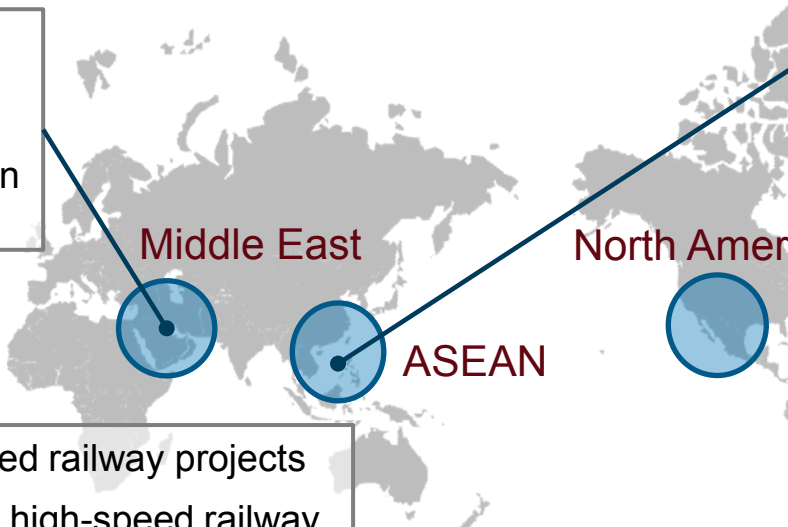 n
Middle East
North Amer
ASEAN
ed railway projects
high-speed railway